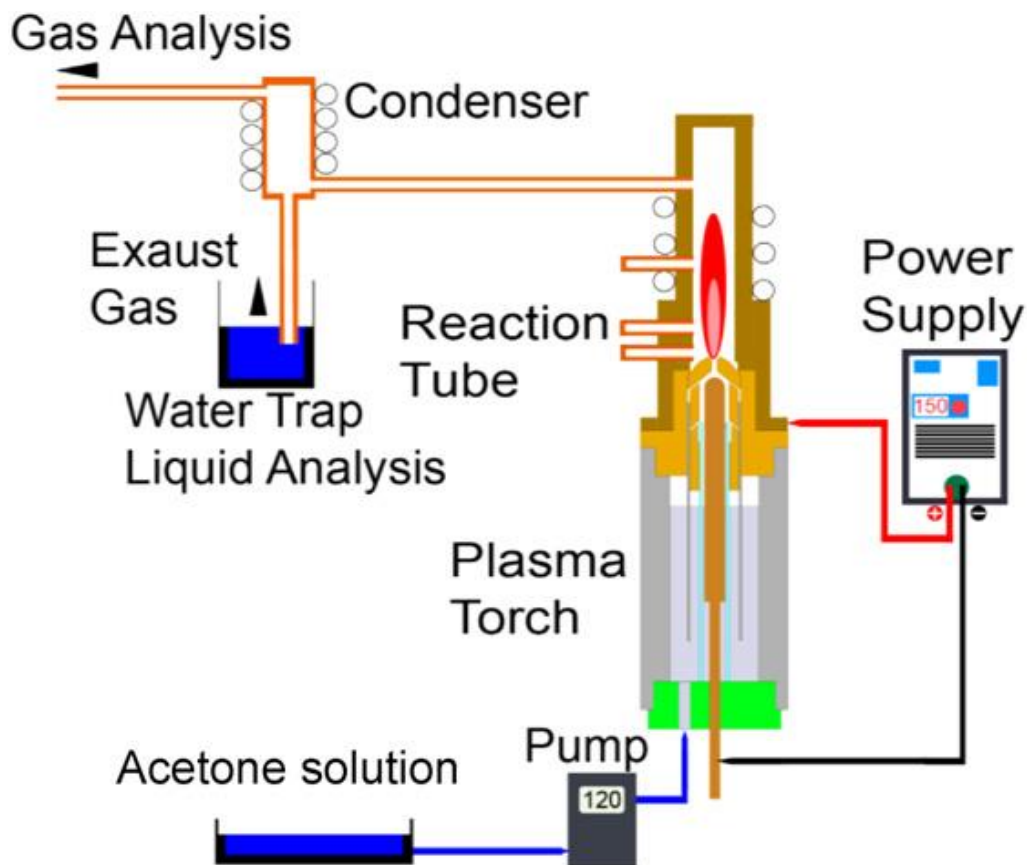 Gas Analysis
Condenser
Exaust
Gas
Reaction
Tube
Power
Supply
150
Water Trap
Liquid Analysis
+ -
Plasma
Torch
Pump
120
Acetone solution